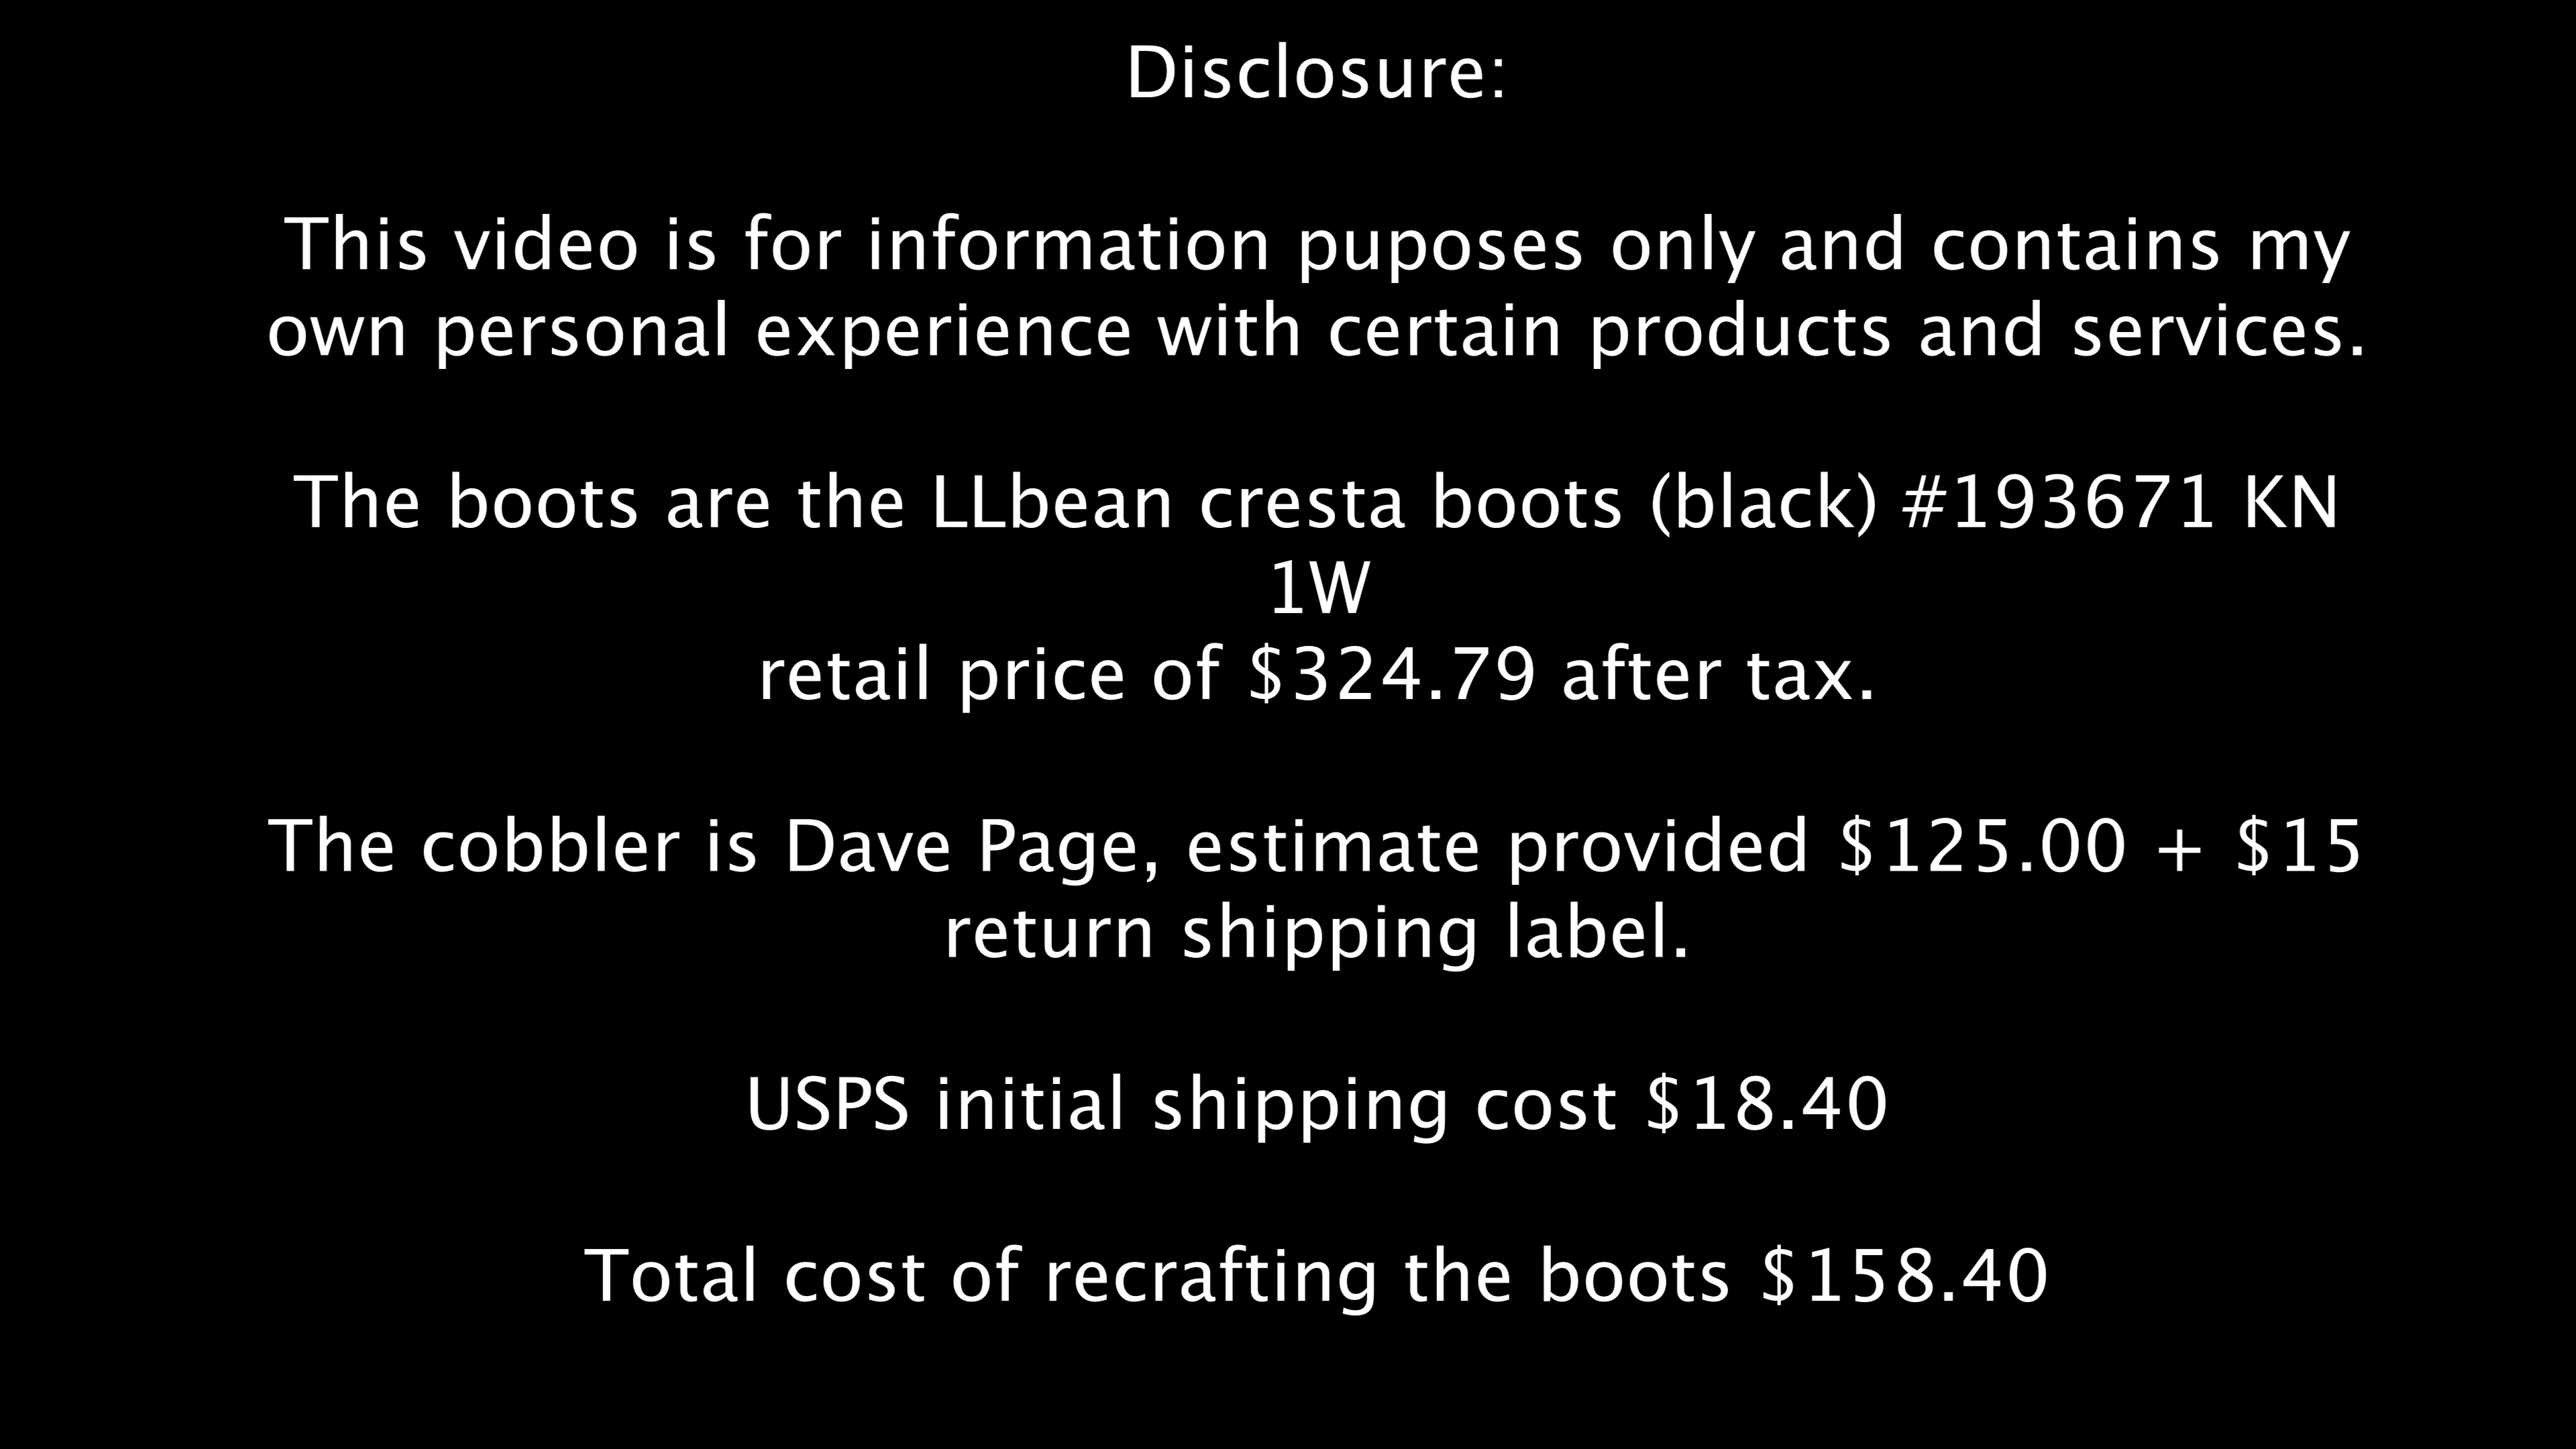 Disclosure:
This video is for information puposes only and contains my
own personal experience with certain products and services.
The boots are the LLbean cresta boots (black) #193671 KN
1W
retail price of $324.79 after tax.
The cobbler is Dave Page, estimate provided $125.00 + $15
return shipping label.
USPS initial shipping cost $18.40
Total cost of recrafting the boots $158.40